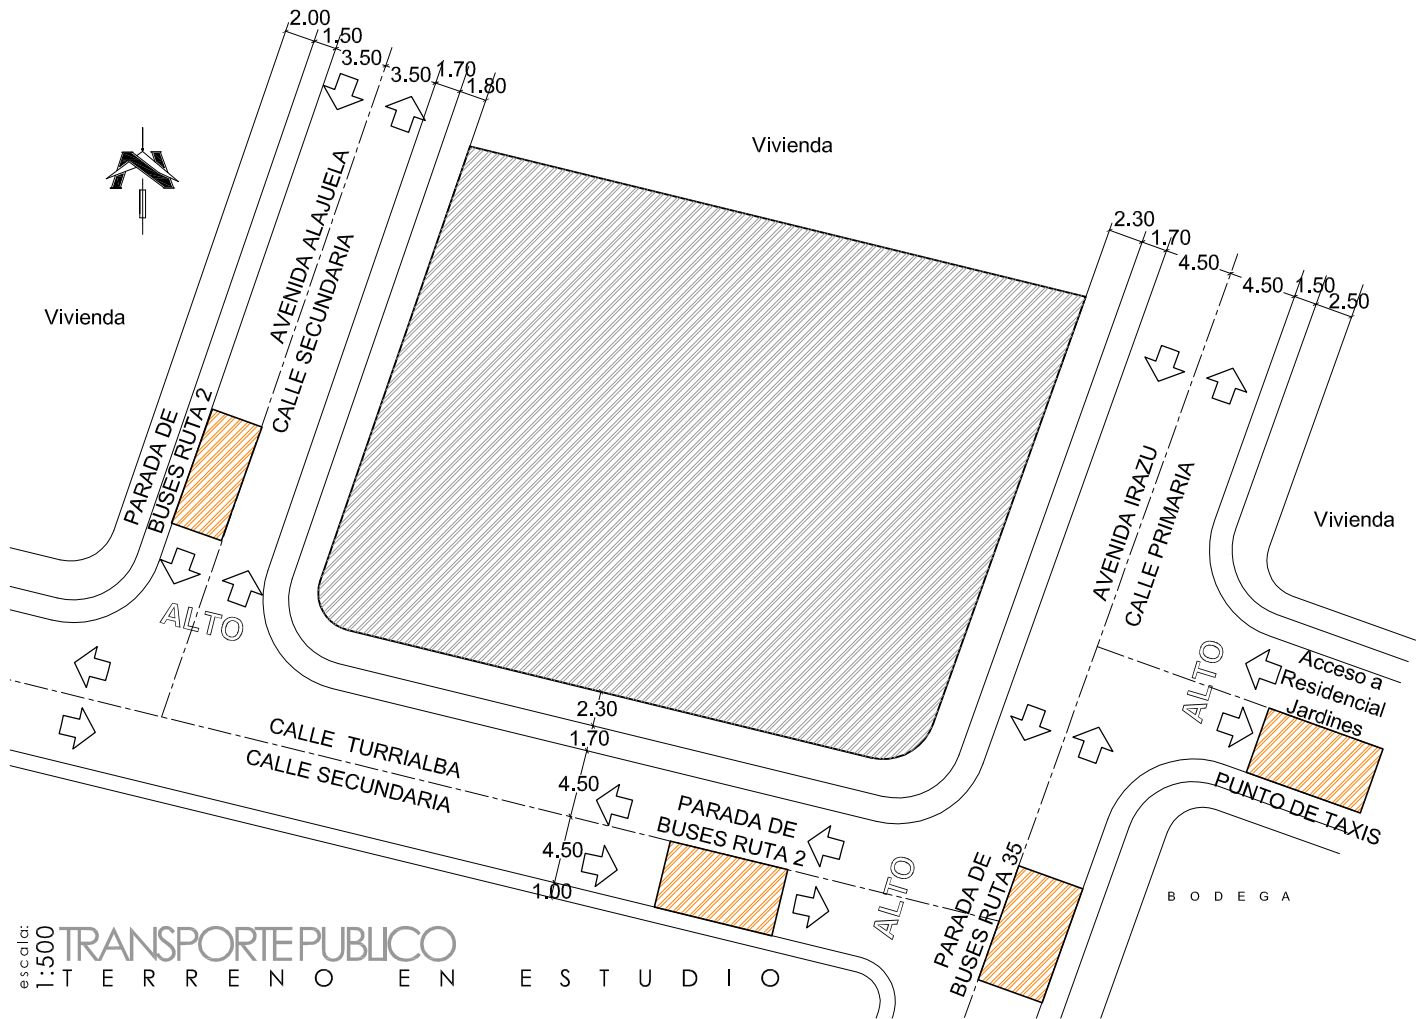 2.00
1.50
3.50
3.50
1.70
1.80
Vivienda
2.30
1.70
4.50
4.50
1.50
2.50
Vivienda
AVENIDA ALAJUELA
CALLE SECUNDARIA
PARADA DE
BUSES RUTA 2
AVENIDA IRAZU
CALLE PRIMARIA
Vivienda
ALTO
ALTO
Acceso a
Residencial
Jardines
PUNTO DE TAXIS
CALLE TURRIALBA
CALLE SECUNDARIA
2.30
1.70
4.50
4.50
1.00
PARADA DE
BUSES RUTA 2
ALTO
PARADA DE
BUSES RUTA 35
BODEGA
escala:
1:500
TRANSPORTE PUBLICO
TERRENO EN ESTUDIO